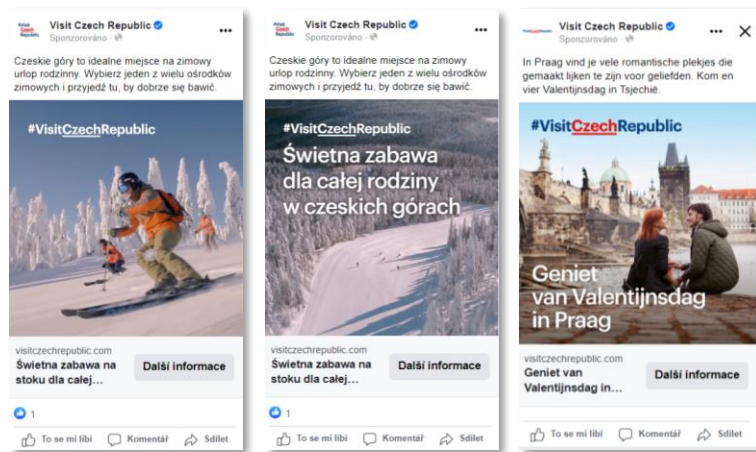 Visit Czech Republic
Sponzorováno
Czeskie góry to idealne miejsce na zimowy
urlop rodzinny. Wybierz jeden z wielu ośrodków
zimowych i przyjedź tu, by dobrze się bawić.
#VisitCzechRepublic
visitczechrepublic.com
Świetna zabawa na
stoku dla całej...
Další informace
1
To se mi líbí
Komentář
Sdílet
Visit Czech Republic
Sponzorováno
Czeskie góry to idealne miejsce na zimowy
urlop rodzinny. Wybierz jeden z wielu ośrodków
zimowych i przyjedź tu, by dobrze się bawić.
#VisitCzechRepublic
Świetna zabawa
dla całej rodziny
w czeskich górach
visitczechrepublic.com
Świetna zabawa na
stoku dla całej...
Další informace
1
To se mi líbí
Komentář
Sdílet
Visit Czech Republic
Sponzorováno
In Praag vind je vele romantische plekjes die
gemaakt lijken te zijn voor geliefden. Kom en
vier Valentijnsdag in Tsjechië.
#VisitCzechRepublic
Geniet
van Valentijnsdag
in Praag
visitczechrepublic.com
Geniet van
Valentijnsdag in...
Další informace
To se mi líbí
Komentář
Sdílet